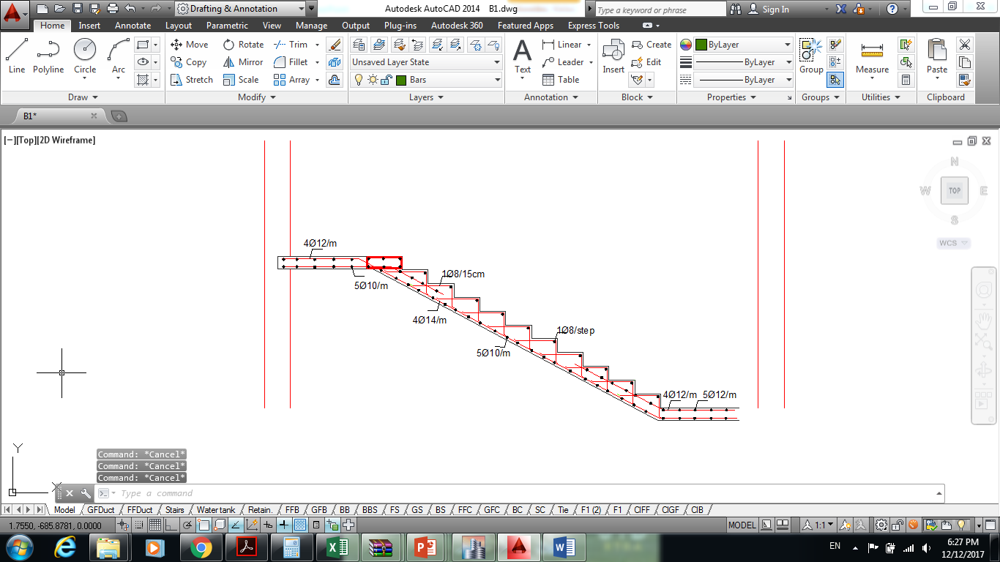 Drafting & Annotation
Autodesk AutoCAD 2014 B1.dwg
Type a keyword or phrase
Sign In
Home Insert Annotate Layout Parametric View Manage Output Plug-ins Autodesk 360 Featured Apps Express Tools
Line Polyline Circle Arc
Draw
Move Rotate Trim
Copy Mirror Fillet
Stretch Scale Array
Modify
Unsaved Layer State
Bars
Layers
Text
Linear
Leader
Table
Annotation
Insert
Create
Edit
Block
ByLayer
ByLayer
ByLayer
Properties
Group
Groups
Measure
Utilities
Paste
Clipboard
B1*
[−][Top][2D Wireframe]
N
W TOP E
S
WCS
4Ø12/m
5Ø10/m
1Ø8/15cm
4Ø14/m
1Ø8/step
5Ø10/m
4Ø12/m 5Ø12/m
Y
X
Command: *Cancel*
Command: *Cancel*
Command: *Cancel*
Type a command
Model GFDuct FFDuct Stairs Water tank Retain. FFB GFB BB BBS FS GS BS FFC GFC BC SC Tie F1 (2) F1 CIFF CIGF CIB
1.7550, -685.8781, 0.0000
MODEL
1:1
EN
6:27 PM
12/12/2017